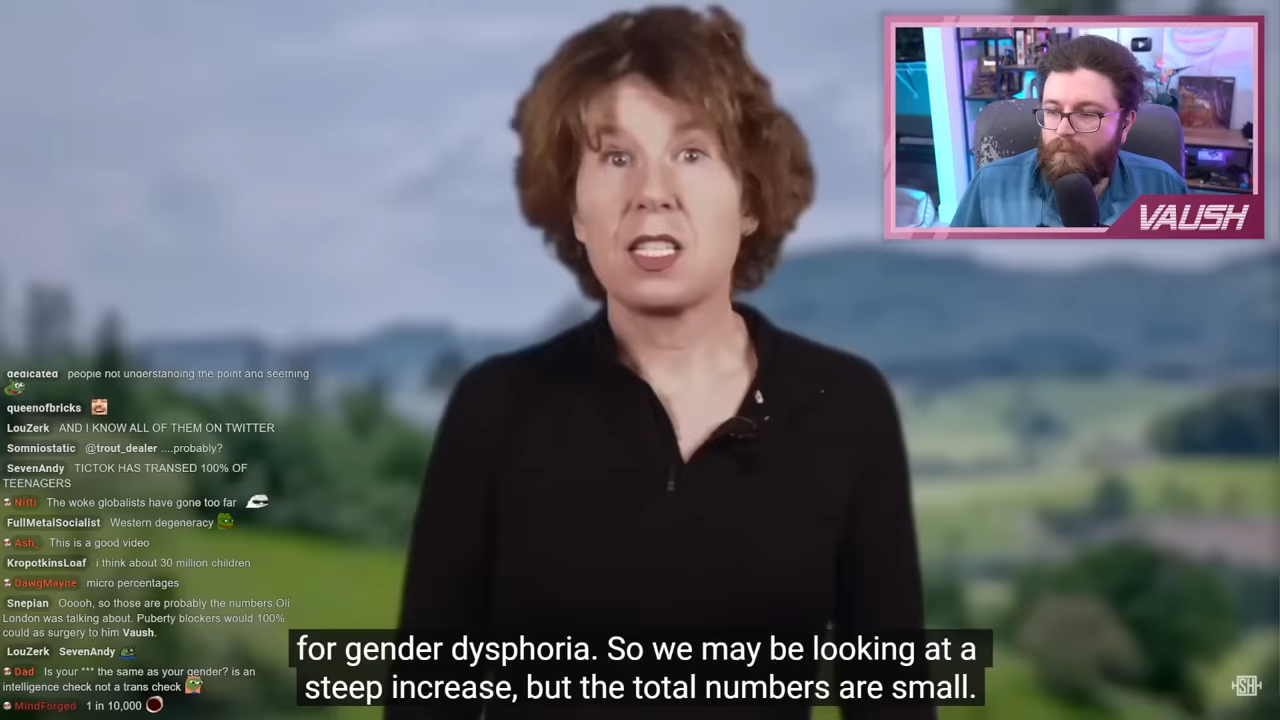 VAUSH
dedicated people not understanding the point and seething
queenofbricks
LouZerk AND I KNOW ALL OF THEM ON TWITTER
Somniostatic @trout_dealer ....probably?
SevenAndy TICTOK HAS TRANSED 100% OF
TEENAGERS
Nitti The woke globalists have gone too far
FullMetalSocialist Western degeneracy
Ash_ This is a good video
KropotkinsLoaf i think about 30 million children
DawgMayne micro percentages
Snepian Ooooh, so those are probably the numbers Oli
London was talking about. Puberty blockers would 100%
could as surgery to him Vaush.
LouZerk SevenAndy
Dad Is your *** the same as your gender? is an
intelligence check not a trans check
MindForged 1 in 10,000
for gender dysphoria. So we may be looking at a
steep increase, but the total numbers are small.
SH